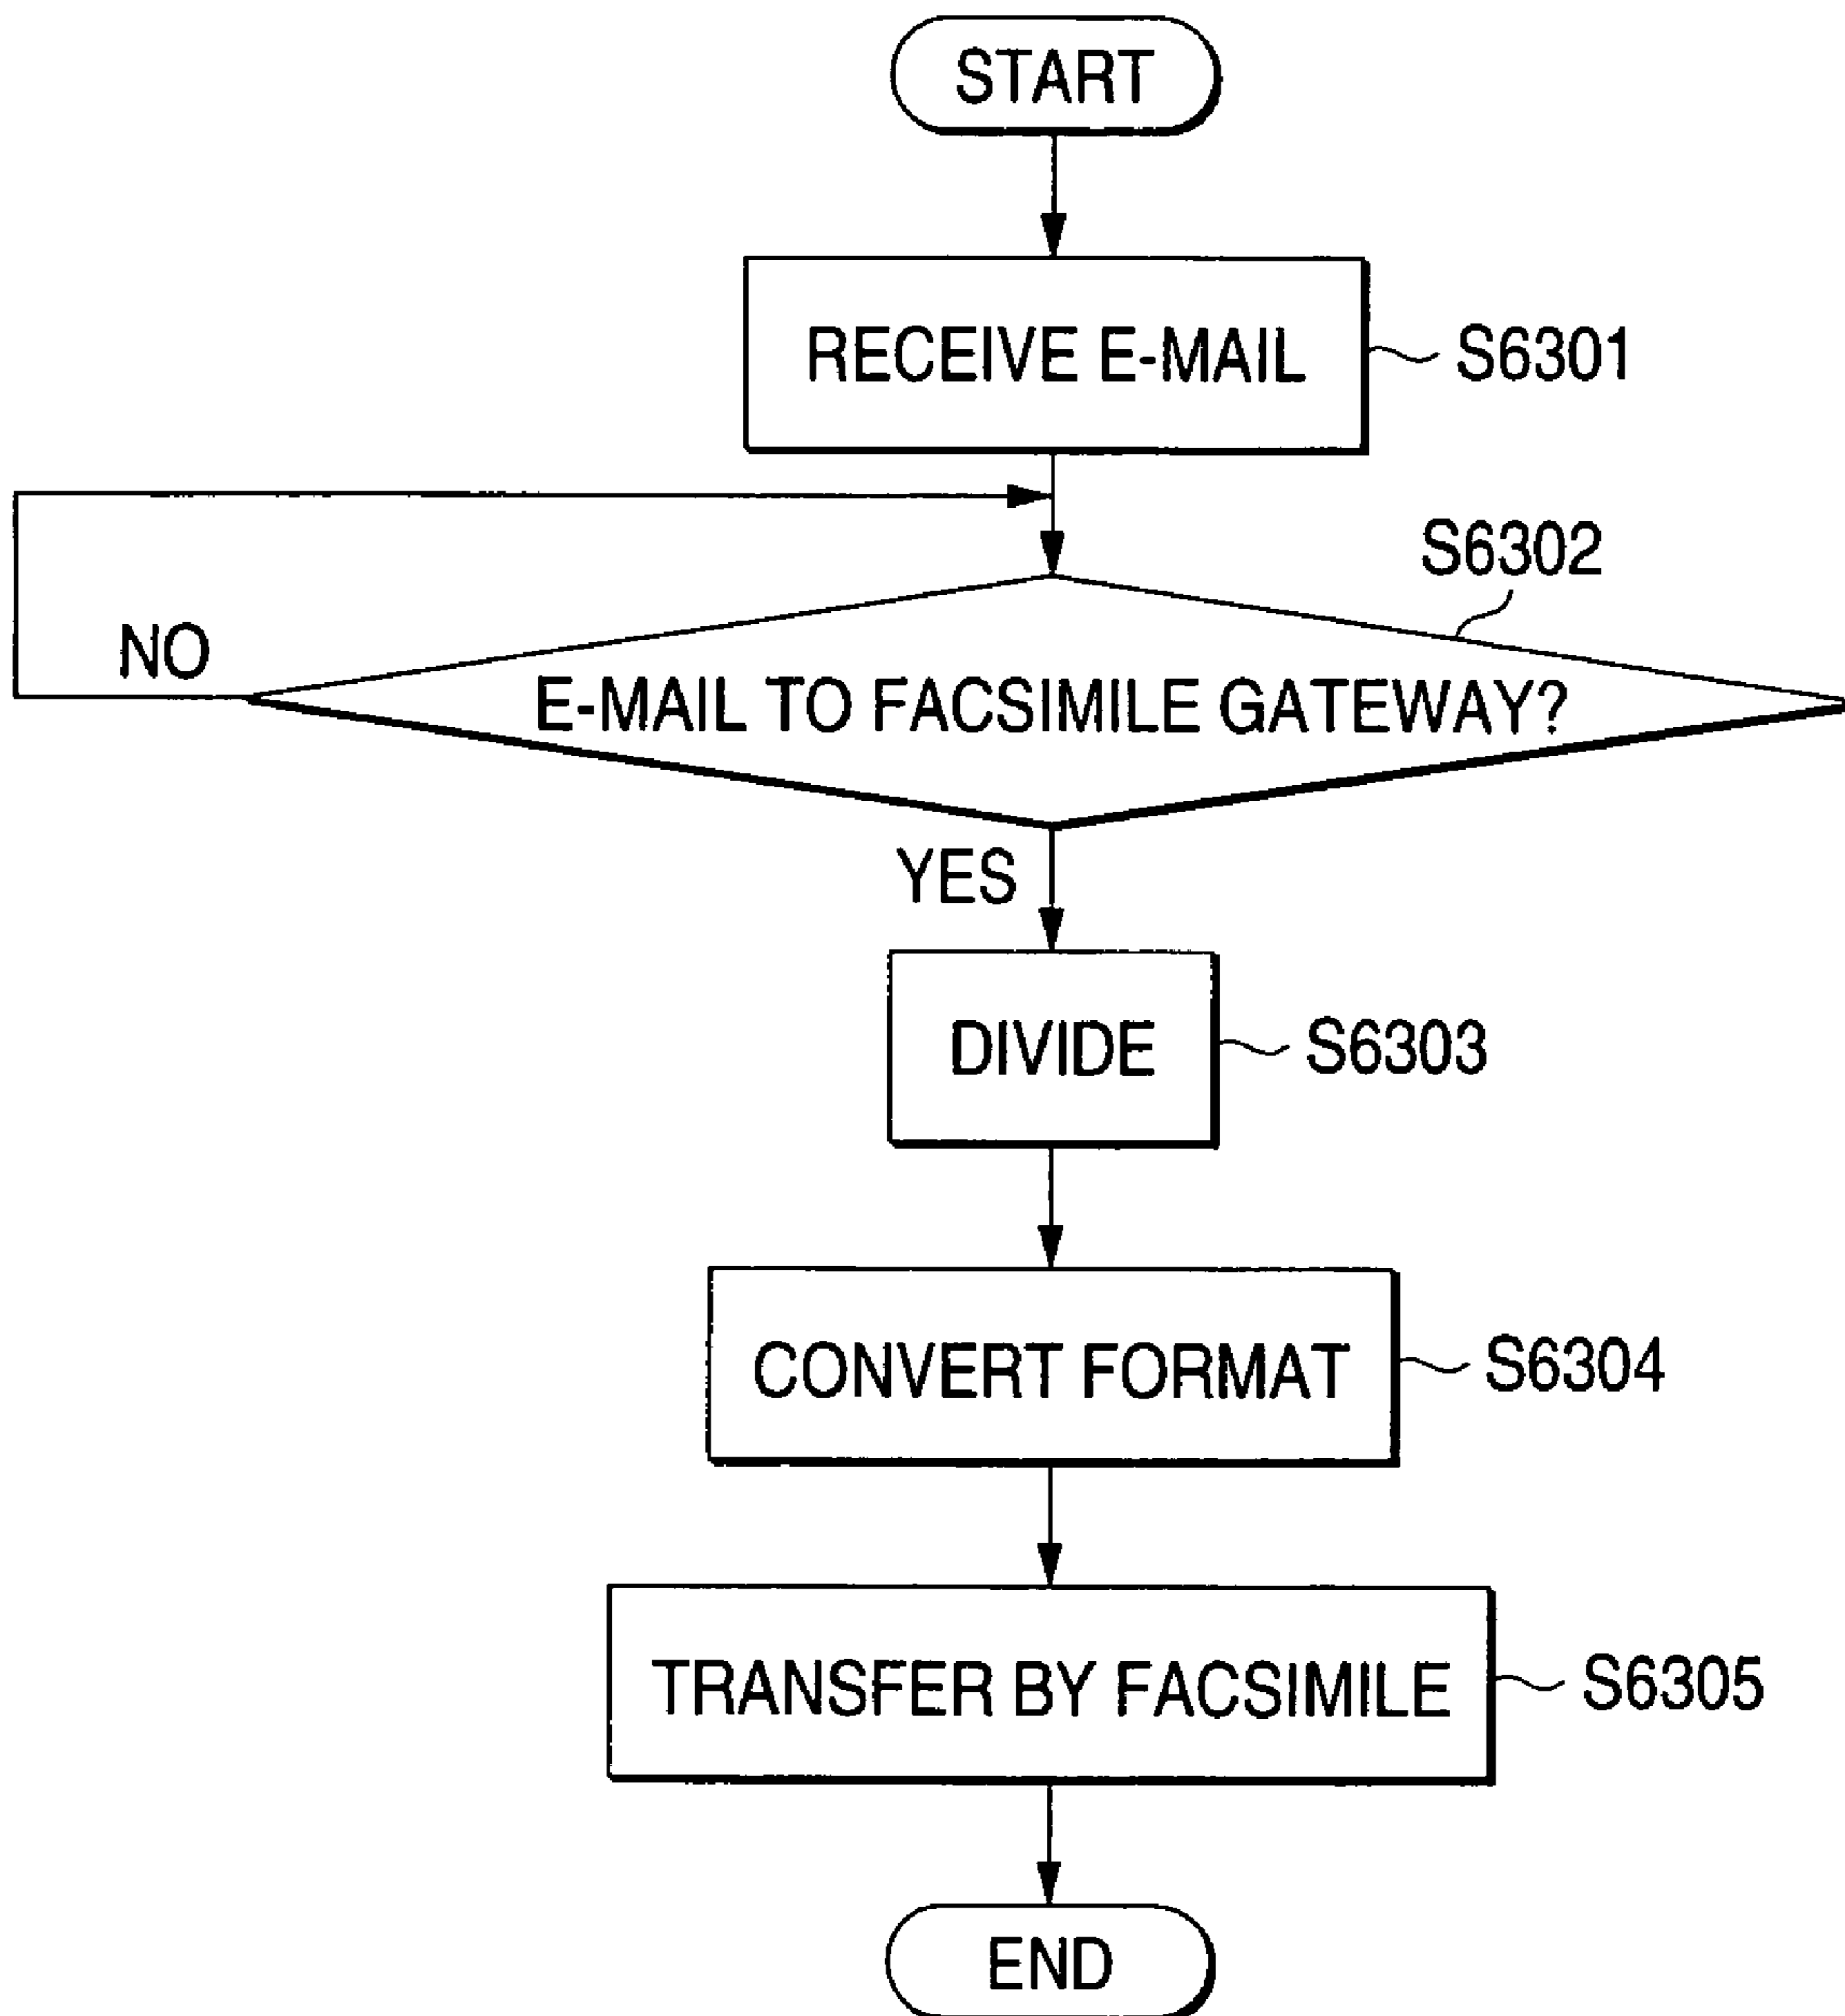 START
RECEIVE E-MAIL
S6301
S6302
NO
E-MAIL TO FACSIMILE GATEWAY?
YES
DIVIDE
S6303
CONVERT FORMAT
S6304
TRANSFER BY FACSIMILE
S6305
END